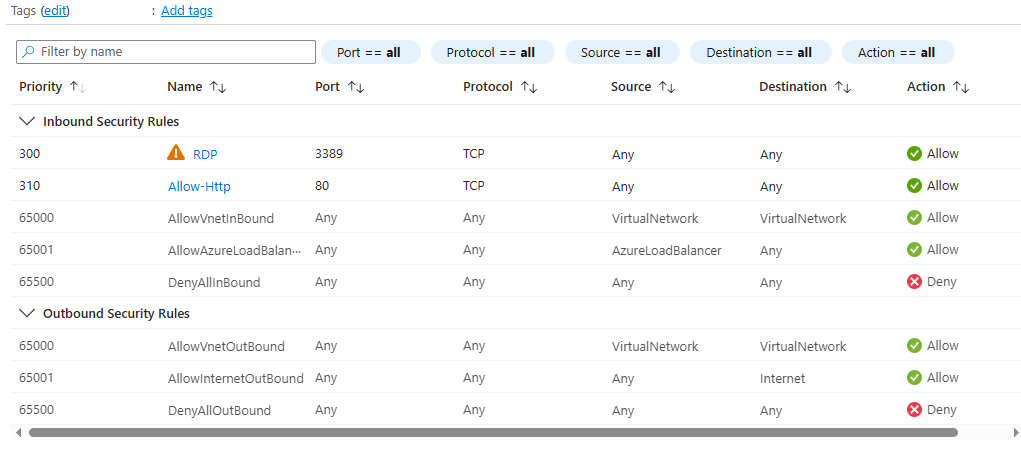 Tags (edit) : Add tags
Filter by name Port == all Protocol == all Source == all Destination == all Action == all
Priority Name Port Protocol Source Destination Action
Inbound Security Rules
300 RDP 3389 TCP Any Any Allow
310 Allow-Http 80 TCP Any Any Allow
65000 AllowVnetInBound Any Any VirtualNetwork VirtualNetwork Allow
65001 AllowAzureLoadBalan··· Any Any AzureLoadBalancer Any Allow
65500 DenyAllInBound Any Any Any Any Deny
Outbound Security Rules
65000 AllowVnetOutBound Any Any VirtualNetwork VirtualNetwork Allow
65001 AllowInternetOutBound Any Any Any Internet Allow
65500 DenyAllOutBound Any Any Any Any Deny